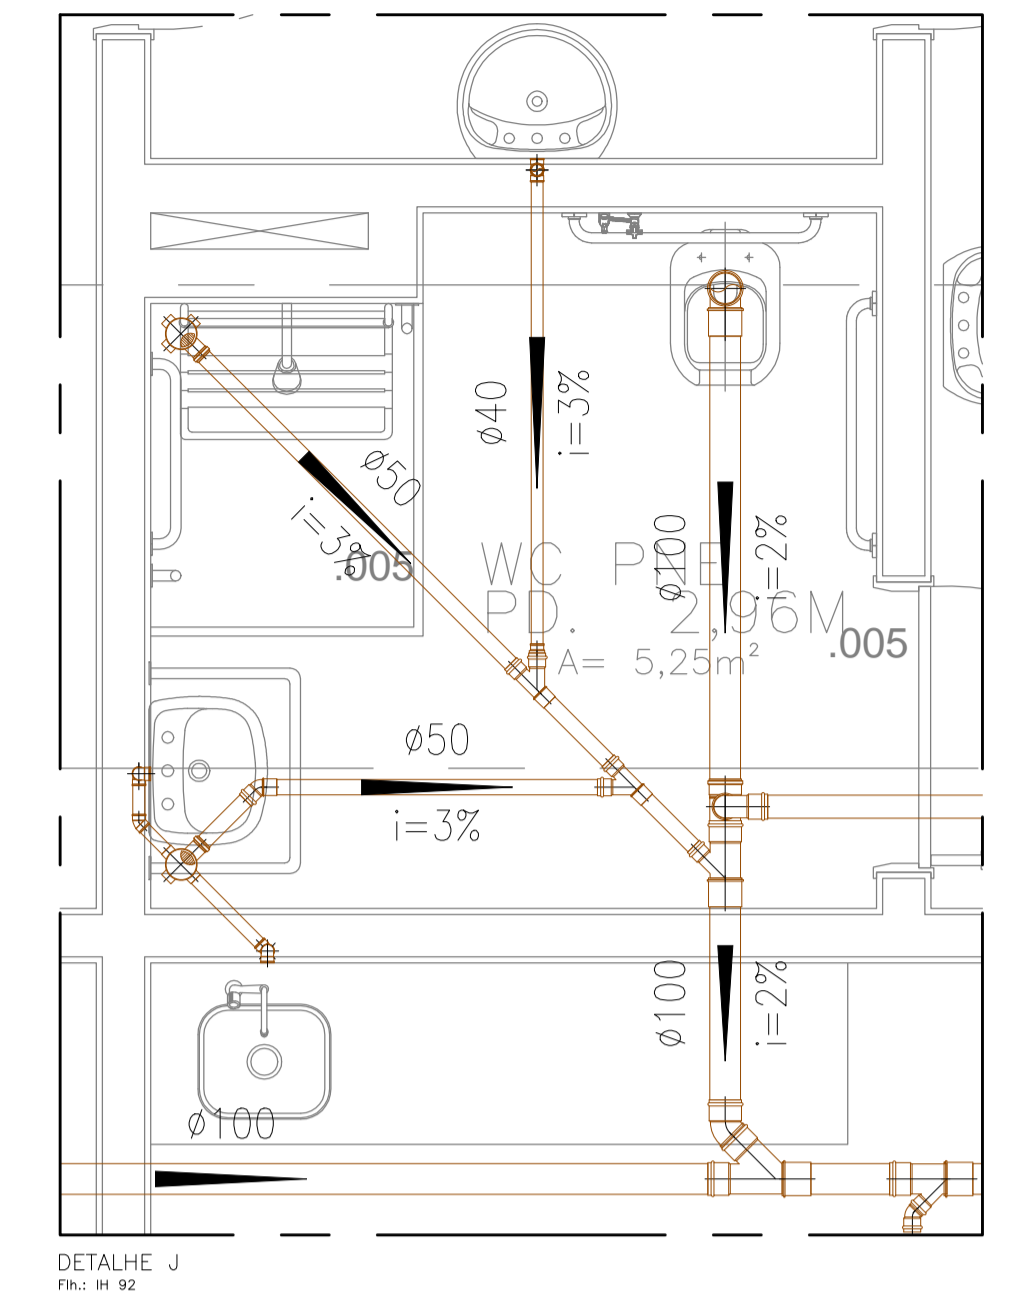 ø40
i=3%
ø50
i=3%
.005
WC PNE
PD. 2,96M
A= 5,25m²
.005
ø100
i=2%
ø50
i=3%
ø100
i=2%
ø100
DETALHE J
Flh.: IH 92